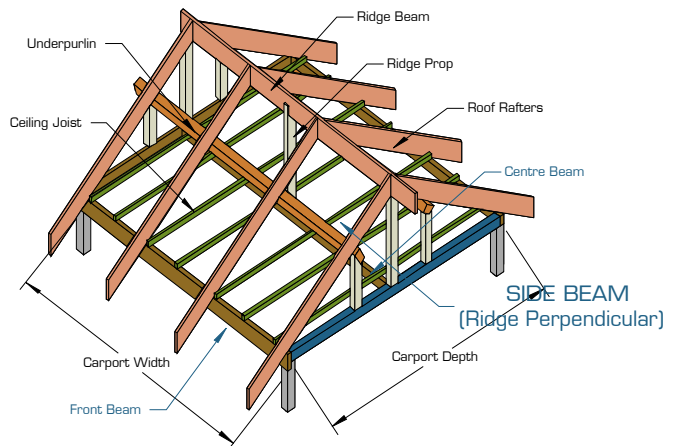 Ridge Beam
Underpurlin
Ridge Prop
Roof Rafters
Ceiling Joist
Centre Beam
SIDE BEAM
(Ridge Perpendicular)
Carport Width
Carport Depth
Front Beam